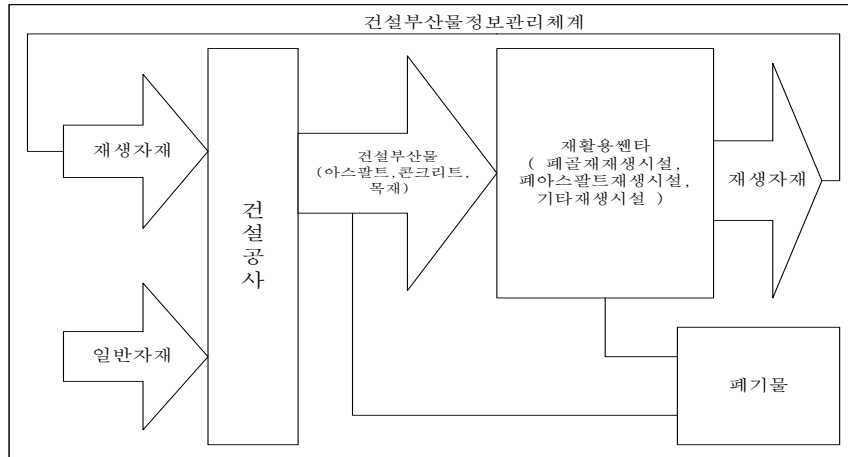 건설부산물정보관리체계
재생자재
일반자재
건설공사
건설부산물
(아스팔트,콘크리트,
목재)
재활용쎈타
( 폐골재재생시설,
폐아스팔트재생시설,
기타재생시설 )
재생자재
폐기물